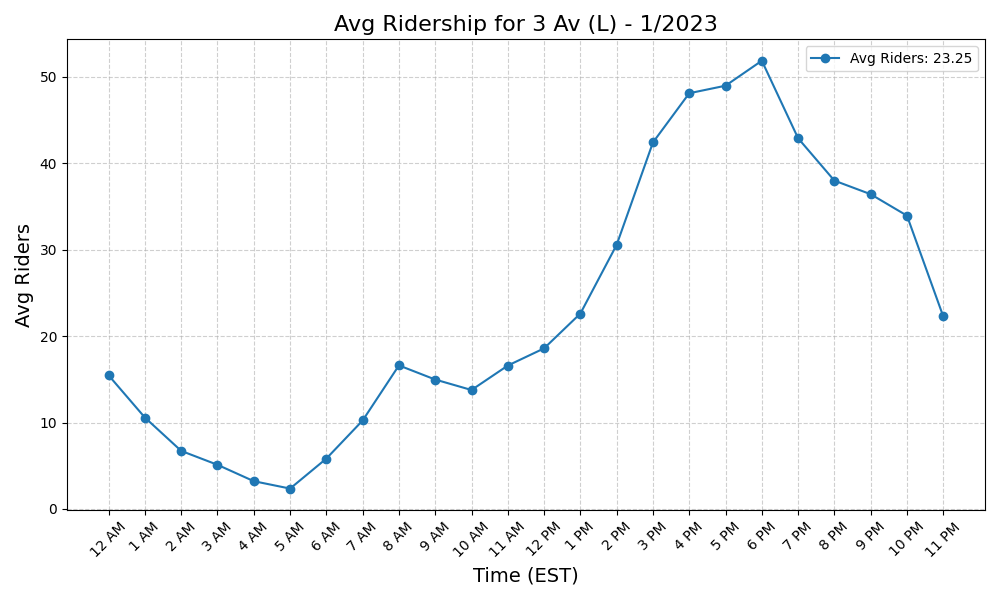 Avg Ridership for 3 Av (L) - 1/2023
Avg Riders: 23.25
Avg Riders
50
40
30
20
10
0
12 AM
1 AM
2 AM
3 AM
4 AM
5 AM
6 AM
7 AM
8 AM
9 AM
10 AM
11 AM
12 PM
1 PM
2 PM
3 PM
4 PM
5 PM
6 PM
7 PM
8 PM
9 PM
10 PM
11 PM
Time (EST)